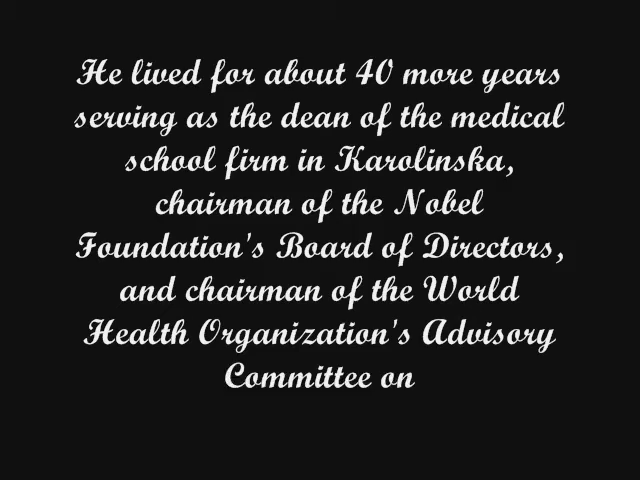 He lived for about 40 more years
serving as the dean of the medical
school firm in Karolinska,
chairman of the Nobel
Foundation's Board of Directors,
and chairman of the World
Health Organization's Advisory
Committee on